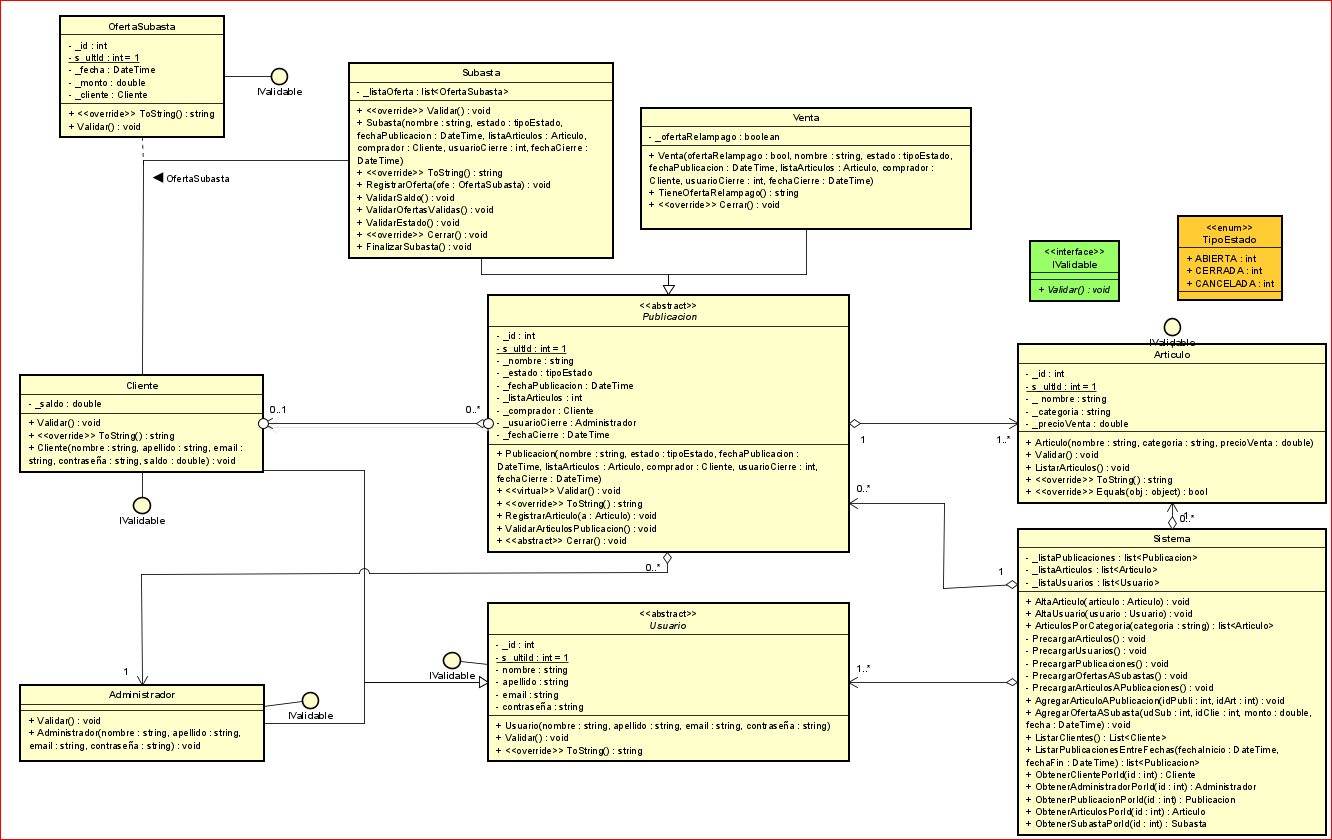 OfertaSubasta
- _id : int
- s_ultId : int = 1
- _fecha : DateTime
- _monto : double
- _cliente : Cliente
+ <<override>> ToString() : string
+ Validar() : void
IValidable
OfertaSubasta
Subasta
- _listaOferta : list<OfertaSubasta>
+ <<override>> Validar() : void
+ Subasta(nombre : string, estado : tipoEstado,
fechaPublicacion : DateTime, listaArticulos : Articulo,
comprador : Cliente, usuarioCierre : int, fechaCierre :
DateTime)
+ <<override>> ToString() : string
+ RegistrarOferta(ofe : OfertaSubasta) : void
+ ValidarSaldo() : void
+ ValidarOfertasValidas() : void
+ ValidarEstado() : void
+ <<override>> Cerrar() : void
+ FinalizarSubasta() : void
Venta
- _ofertaRelampago : boolean
+ Venta(ofertaRelampago : bool, nombre : string, estado : tipoEstado,
fechaPublicacion : DateTime, listaArticulos : Articulo, comprador :
Cliente, usuarioCierre : int, fechaCierre : DateTime)
+ TieneOfertaRelampago() : string
+ <<override>> Cerrar() : void
<<interface>>
IValidable
+ Validar() : void
<<enum>>
TipoEstado
+ ABIERTA : int
+ CERRADA : int
+ CANCELADA : int
<<abstract>>
Publicacion
- _id : int
- s_ultId : int = 1
- _nombre : string
- _estado : tipoEstado
- _fechaPublicacion : DateTime
- _listaArticulos : int
- _comprador : Cliente
- _usuarioCierre : Administrador
- _fechaCierre : DateTime
+ Publicacion(nombre : string, estado : tipoEstado, fechaPublicacion :
DateTime, listaArticulos : Articulo, comprador : Cliente, usuarioCierre : int,
fechaCierre : DateTime)
+ <<virtual>> Validar() : void
+ <<override>> ToString() : string
+ RegistrarArticulo(a : Articulo) : void
+ ValidarArticulosPublicacion() : void
+ <<abstract>> Cerrar() : void
IValidable
Articulo
- _id : int
- s_ultId : int = 1
- _ nombre : string
- _categoria : string
- _precioVenta : double
+ Articulo(nombre : string, categoria : string, precioVenta : double)
+ Validar() : void
+ ListarArticulos() : void
+ <<override>> ToString() : string
+ <<override>> Equals(obj : object) : bool
Cliente
- _saldo : double
+ Validar() : void
+ <<override>> ToString() : string
+ Cliente(nombre : string, apellido : string, email :
string, contraseña : string, saldo : double) : void
IValidable
0..1
0..*
1
1..*
0..*
1
1
0..*
0..*
1
1..*
Sistema
- _listaPublicaciones : list<Publicacion>
- _listaArticulos : list<Articulo>
- _listaUsuarios : list<Usuario>
+ AltaArticulo(articulo : Articulo) : void
+ AltaUsuario(usuario : Usuario) : void
+ ArticulosPorCategoria(categoria : string) : list<Articulo>
- PrecargarArticulos() : void
- PrecargarUsuarios() : void
- PrecargarPublicaciones() : void
- PrecargarOfertasASubastas() : void
- PrecargarArticulosAPublicaciones() : void
+ AgregarArticuloAPublicacion(idPubli : int, idArt : int) : void
+ AgregarOfertaASubasta(udSub : int, idClie : int, monto : double,
fecha : DateTime) : void
+ ListarClientes() : List<Cliente>
+ ListarPublicacionesEntreFechas(fechaInicio : DateTime,
fechaFin : DateTime) : list<Publicacion>
+ ObtenerClientePorId(id : int) : Cliente
+ ObtenerAdministradorPorId(id : int) : Administrador
+ ObtenerPublicacionPorId(id : int) : Publicacion
+ ObtenerArticulosPorId(id : int) : Articulo
+ ObtenerSubastaPorId(id : int) : Subasta
<<abstract>>
Usuario
- _id : int
- s_ultiId : int = 1
- nombre : string
- apellido : string
- email : string
- contraseña : string
+ Usuario(nombre : string, apellido : string, email : string, contraseña : string)
+ Validar() : void
+ <<override>> ToString() : string
IValidable
Administrador
+ Validar() : void
+ Administrador(nombre : string, apellido : string,
email : string, contraseña : string) : void
IValidable